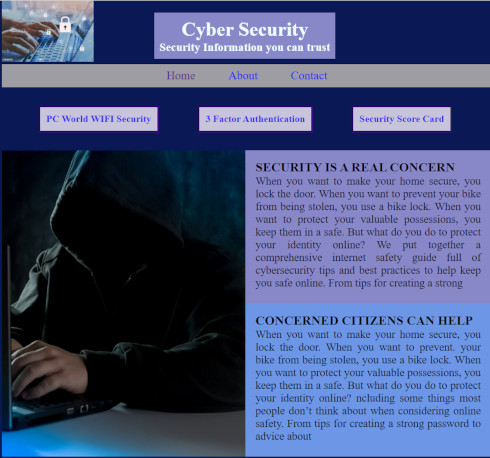 Cyber Security
Security Information you can trust
Home About Contact
PC World WIFI Security 3 Factor Authentication Security Score Card
SECURITY IS A REAL CONCERN
When you want to make your home secure, you
lock the door. When you want to prevent your bike
from being stolen, you use a bike lock. When you
want to protect your valuable possessions, you
keep them in a safe. But what do you do to protect
your identity online? We put together a
comprehensive internet safety guide full of
cybersecurity tips and best practices to help keep
you safe online. From tips for creating a strong
CONCERNED CITIZENS CAN HELP
When you want to make your home secure, you
lock the door. When you want to prevent. your
bike from being stolen, you use a bike lock. When
you want to protect your valuable possessions, you
keep them in a safe. But what do you do to protect
your identity online? ncluding some things most
people don't think about when considering online
safety. From tips for creating a strong password to
advice about